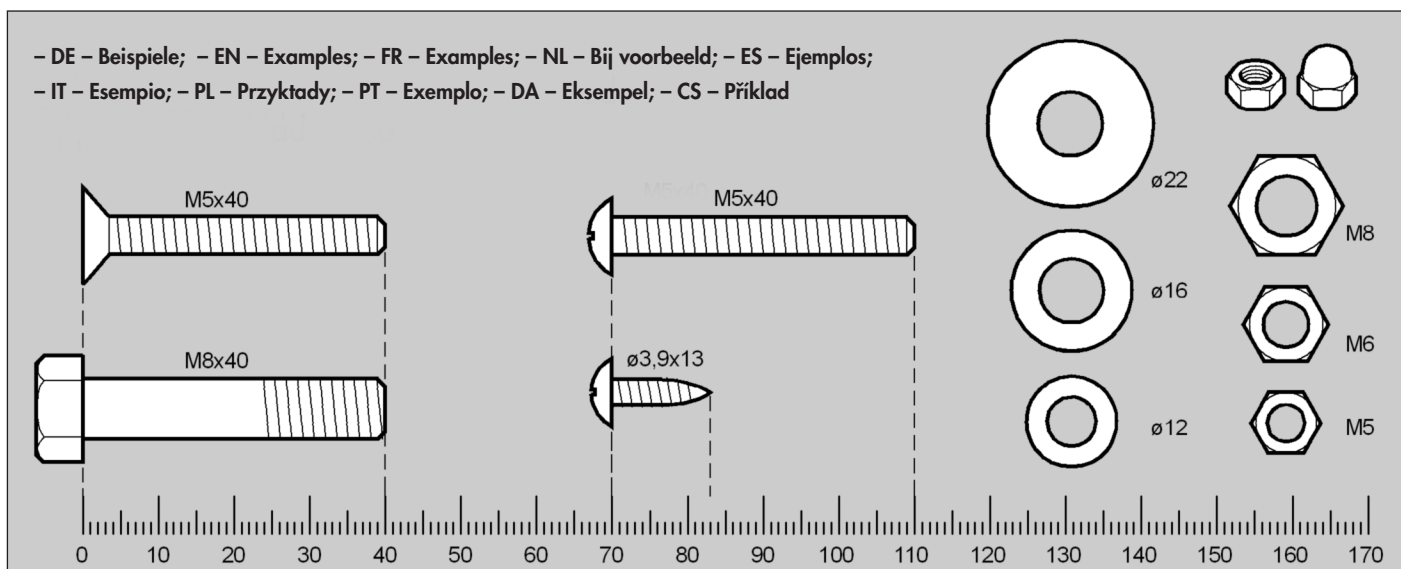 – DE – Beispiele; – EN – Examples; – FR – Examples; – NL – Bij voorbeeld; – ES – Ejemplos;
– IT – Esempio; – PL – Przyktady; – PT – Exemplo; – DA – Eksempel; – CS – Příklad
M5x40
M5x40
ø22
M8
ø16
M8x40
ø3,9x13
M6
ø12
M5
0 10 20 30 40 50 60 70 80 90 100 110 120 130 140 150 160 170